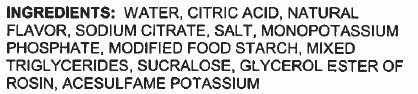 INGREDIENTS: WATER, CITRIC ACID, NATURAL
FLAVOR, SODIUM CITRATE, SALT, MONOPOTASSIUM
PHOSPHATE, MODIFIED FOOD STARCH, MIXED
TRIGLYCERIDES, SUCRALOSE, GLYCEROL ESTER OF
ROSIN, ACESULFAME POTASSIUM